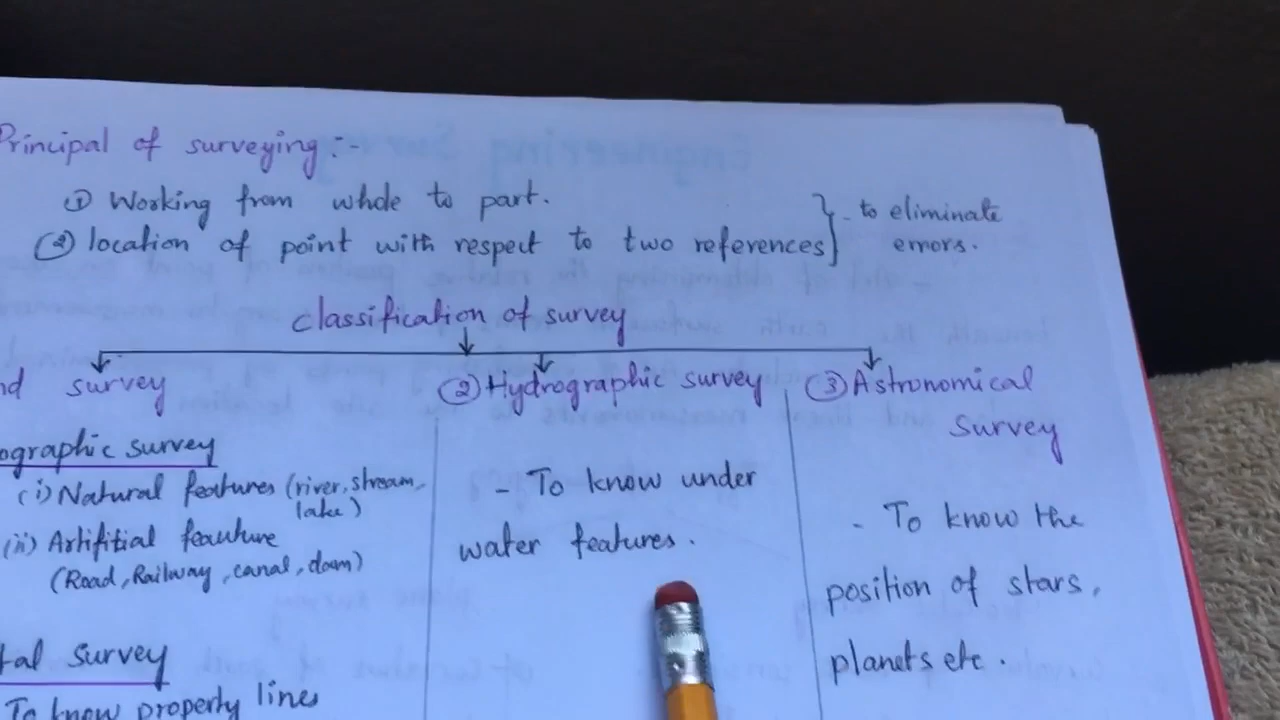 Principal of surveying :-
① Working from whole to part.
② location of point with respect to two references } - to eliminate errors.
classification of survey
survey
② Hydrographic survey
③ Astronomical survey
ographic survey
(i) Natural features (river, stream, lake)
(ii) Artifitial feauture
(Road, Railway, canal, dam)
- To know under
water features.
- To know the
position of stars,
planets etc.
survey
To know property lines